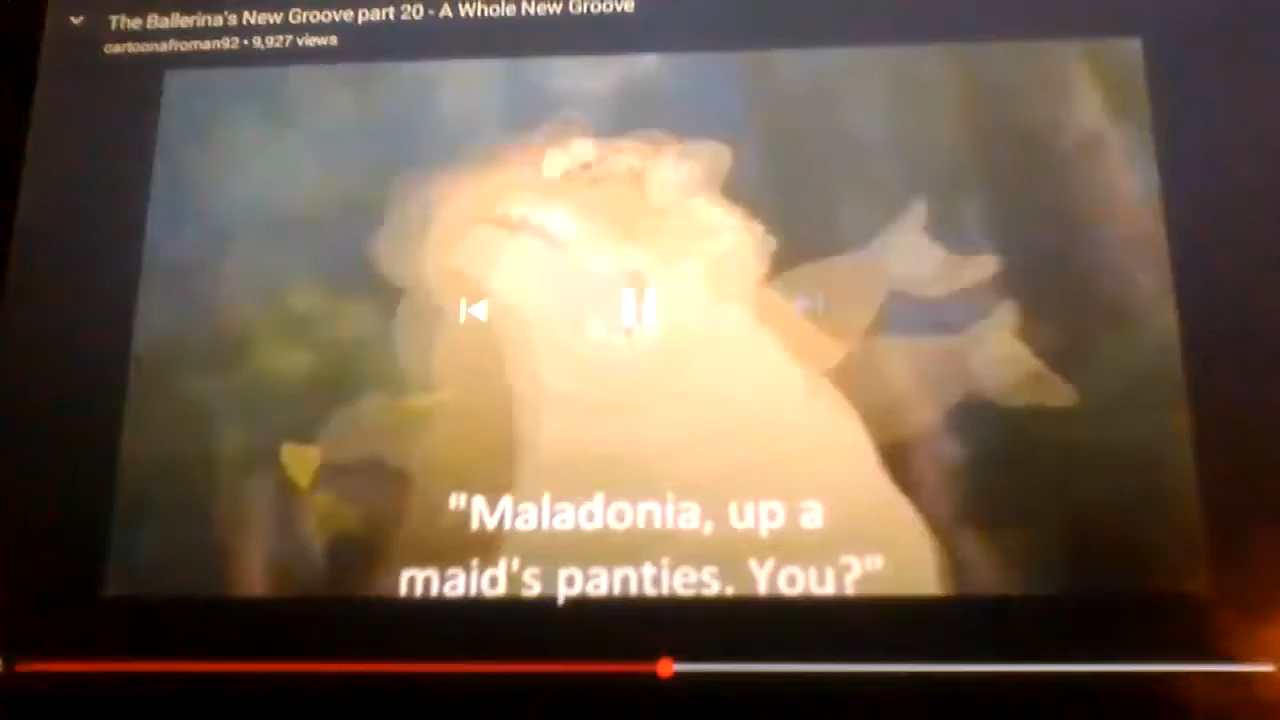 The Ballerina's New Groove part 20 - A Whole New Groove
cartoonafroman92 • 9,927 views
"Maladonia, up a
maid's panties. You?"